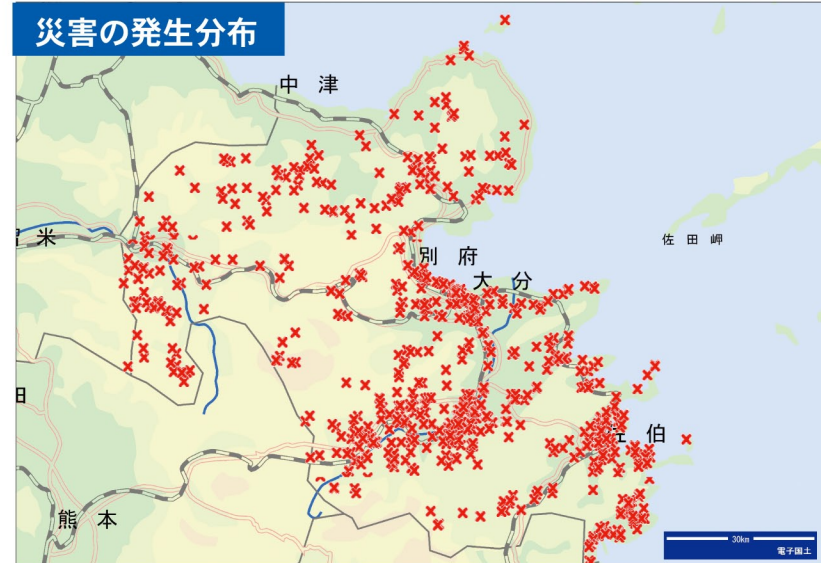 災害の発生分布
中 津
米
佐 田 岬
別 府
大 分
田
伯
熊 本
30km
電子国土